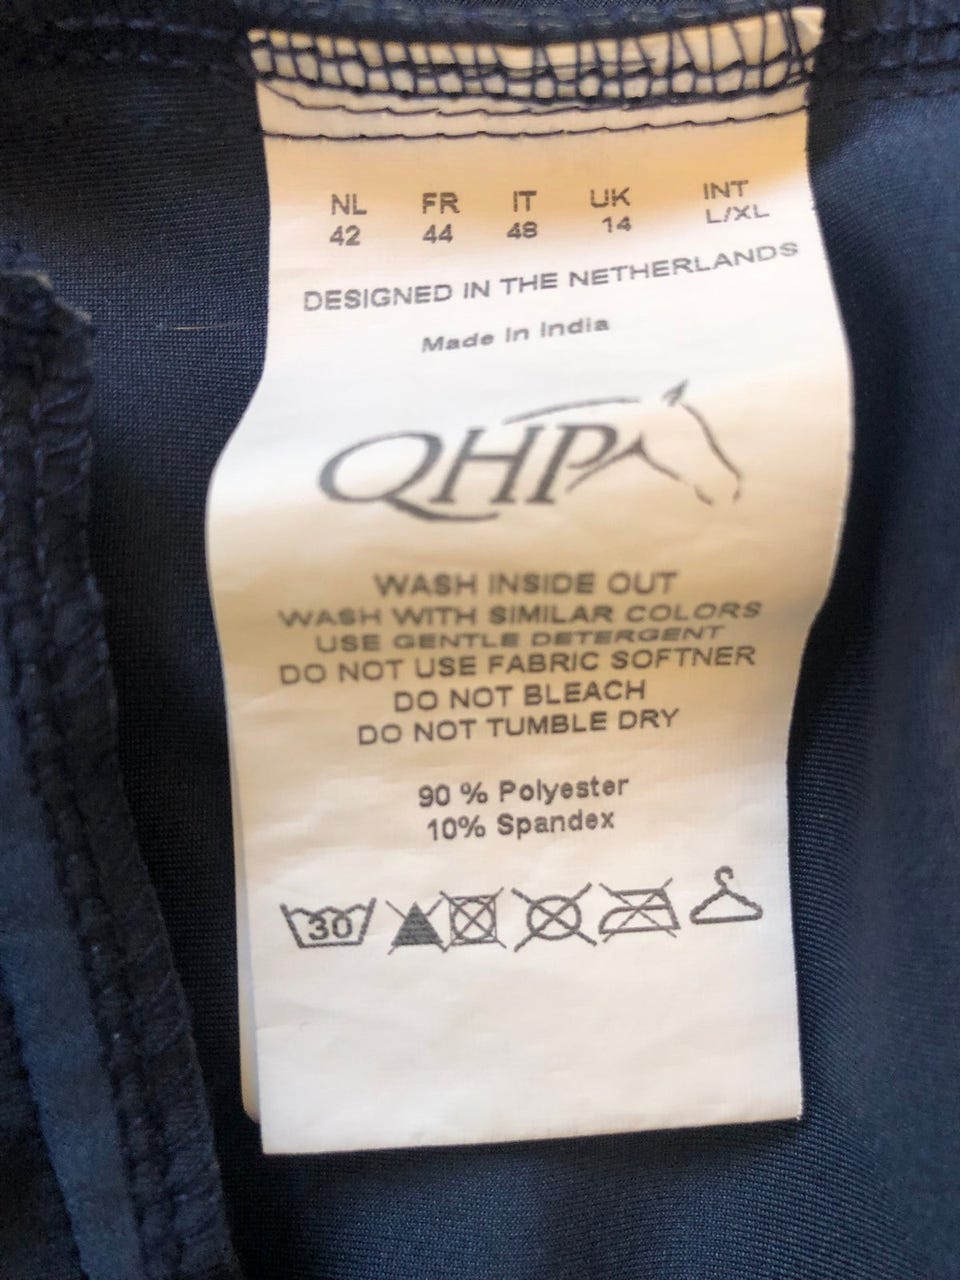 NL FR IT UK INT
42 44 48 14 L/XL
DESIGNED IN THE NETHERLANDS
Made in India
QHP
WASH INSIDE OUT
WASH WITH SIMILAR COLORS
USE GENTLE DETERGENT
DO NOT USE FABRIC SOFTNER
DO NOT BLEACH
DO NOT TUMBLE DRY
90 % Polyester
10% Spandex
30